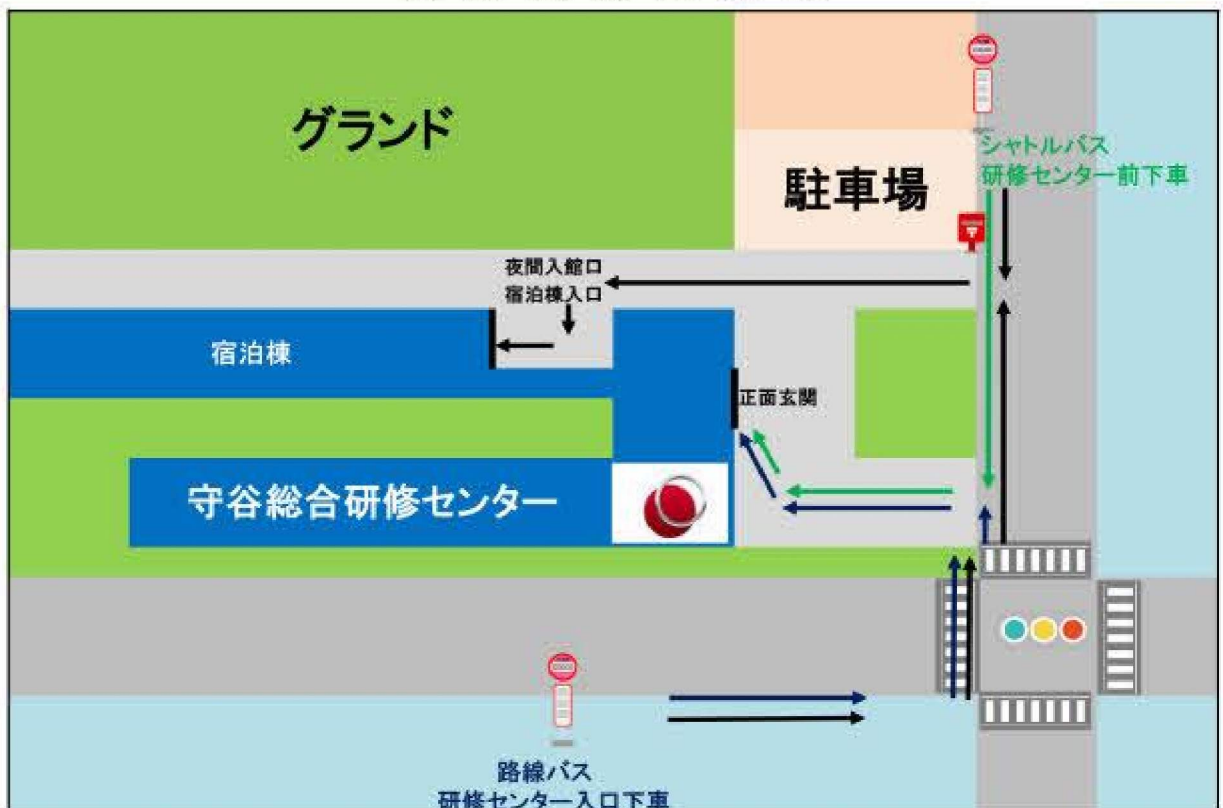 グランド
シャトルバス
研修センター前下車
駐車場
〒
夜間入館口
宿泊棟入口
宿泊棟
正面玄関
守谷総合研修センター
路線バス
研修センター入口下車